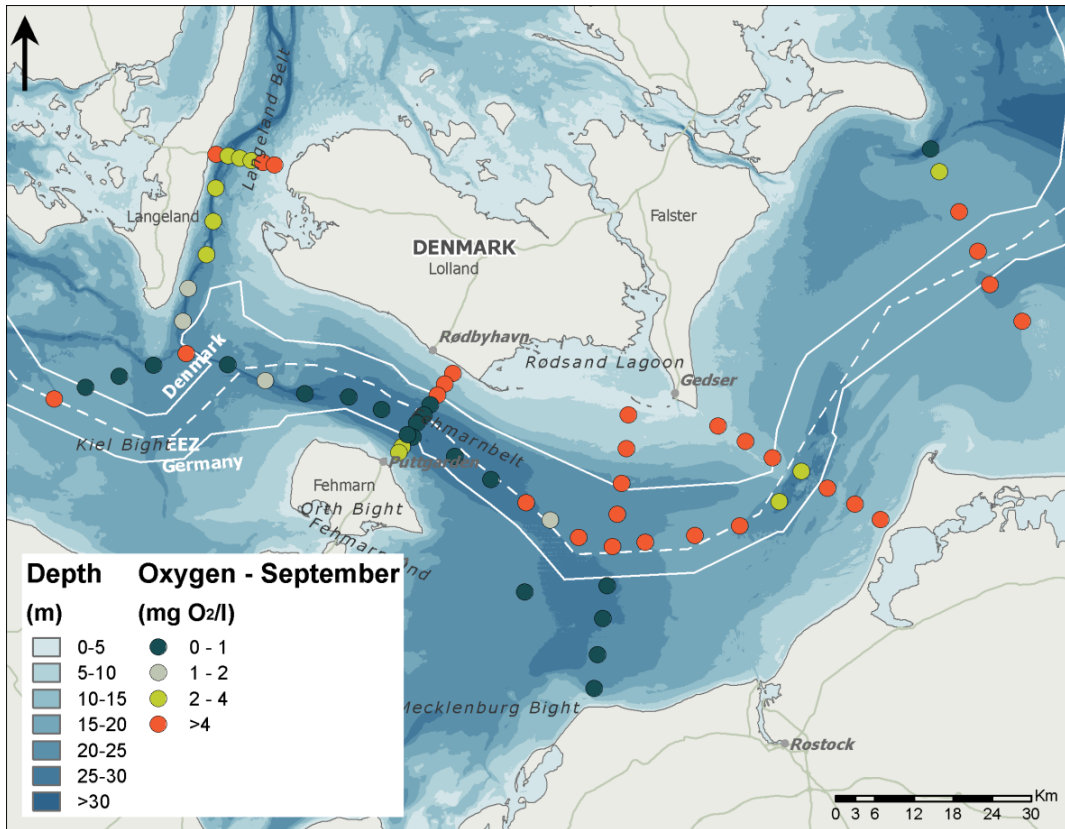 Langeland Belt
Langeland
Falster
DENMARK
Lolland
Rødbyhavn
Rødsand Lagoon
Gedser
Denmark
Kiel Bight
EEZ
Germany
Fehmarnbelt
Puttgarden
Fehmarn
Orth Bight
Depth Oxygen - September
(m) (mg O2/l)
0-5 0 - 1
5-10 1 - 2
10-15 2 - 4
15-20 >4
20-25
25-30
>30
Mecklenburg Bight
Rostock
Km
0 3 6 12 18 24 30